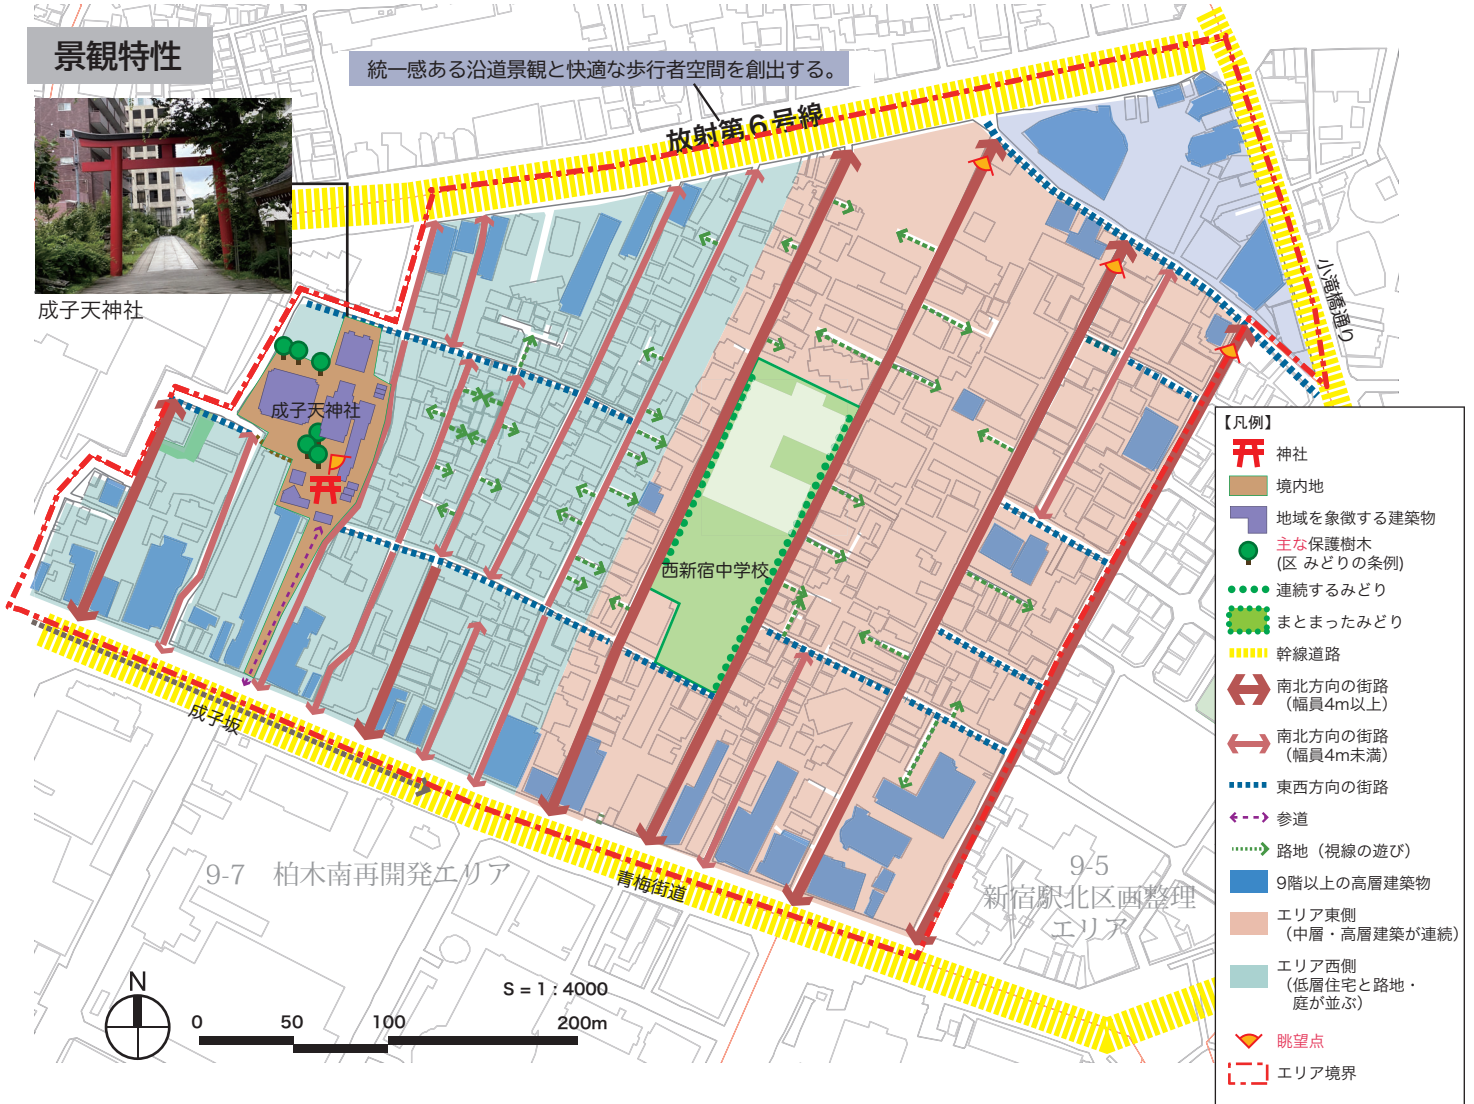 景観特性
統一感ある沿道景観と快適な歩行者空間を創出する。
放射第6号線
成子天神社
小滝橋通り
成子天神社
西新宿中学校
成子坂
青梅街道
9-7 柏木南再開発エリア
9-5
新宿駅北区画整理
エリア
N
S = 1 : 4000
0 50 100 200m
【凡例】
神社
境内地
地域を象徴する建築物
主な保護樹木
(区 みどりの条例)
連続するみどり
まとまったみどり
幹線道路
南北方向の街路
(幅員4m以上)
南北方向の街路
(幅員4m未満)
東西方向の街路
参道
路地(視線の遊び)
9階以上の高層建築物
エリア東側
(中層・高層建築が連続)
エリア西側
(低層住宅と路地・
庭が並ぶ)
眺望点
エリア境界